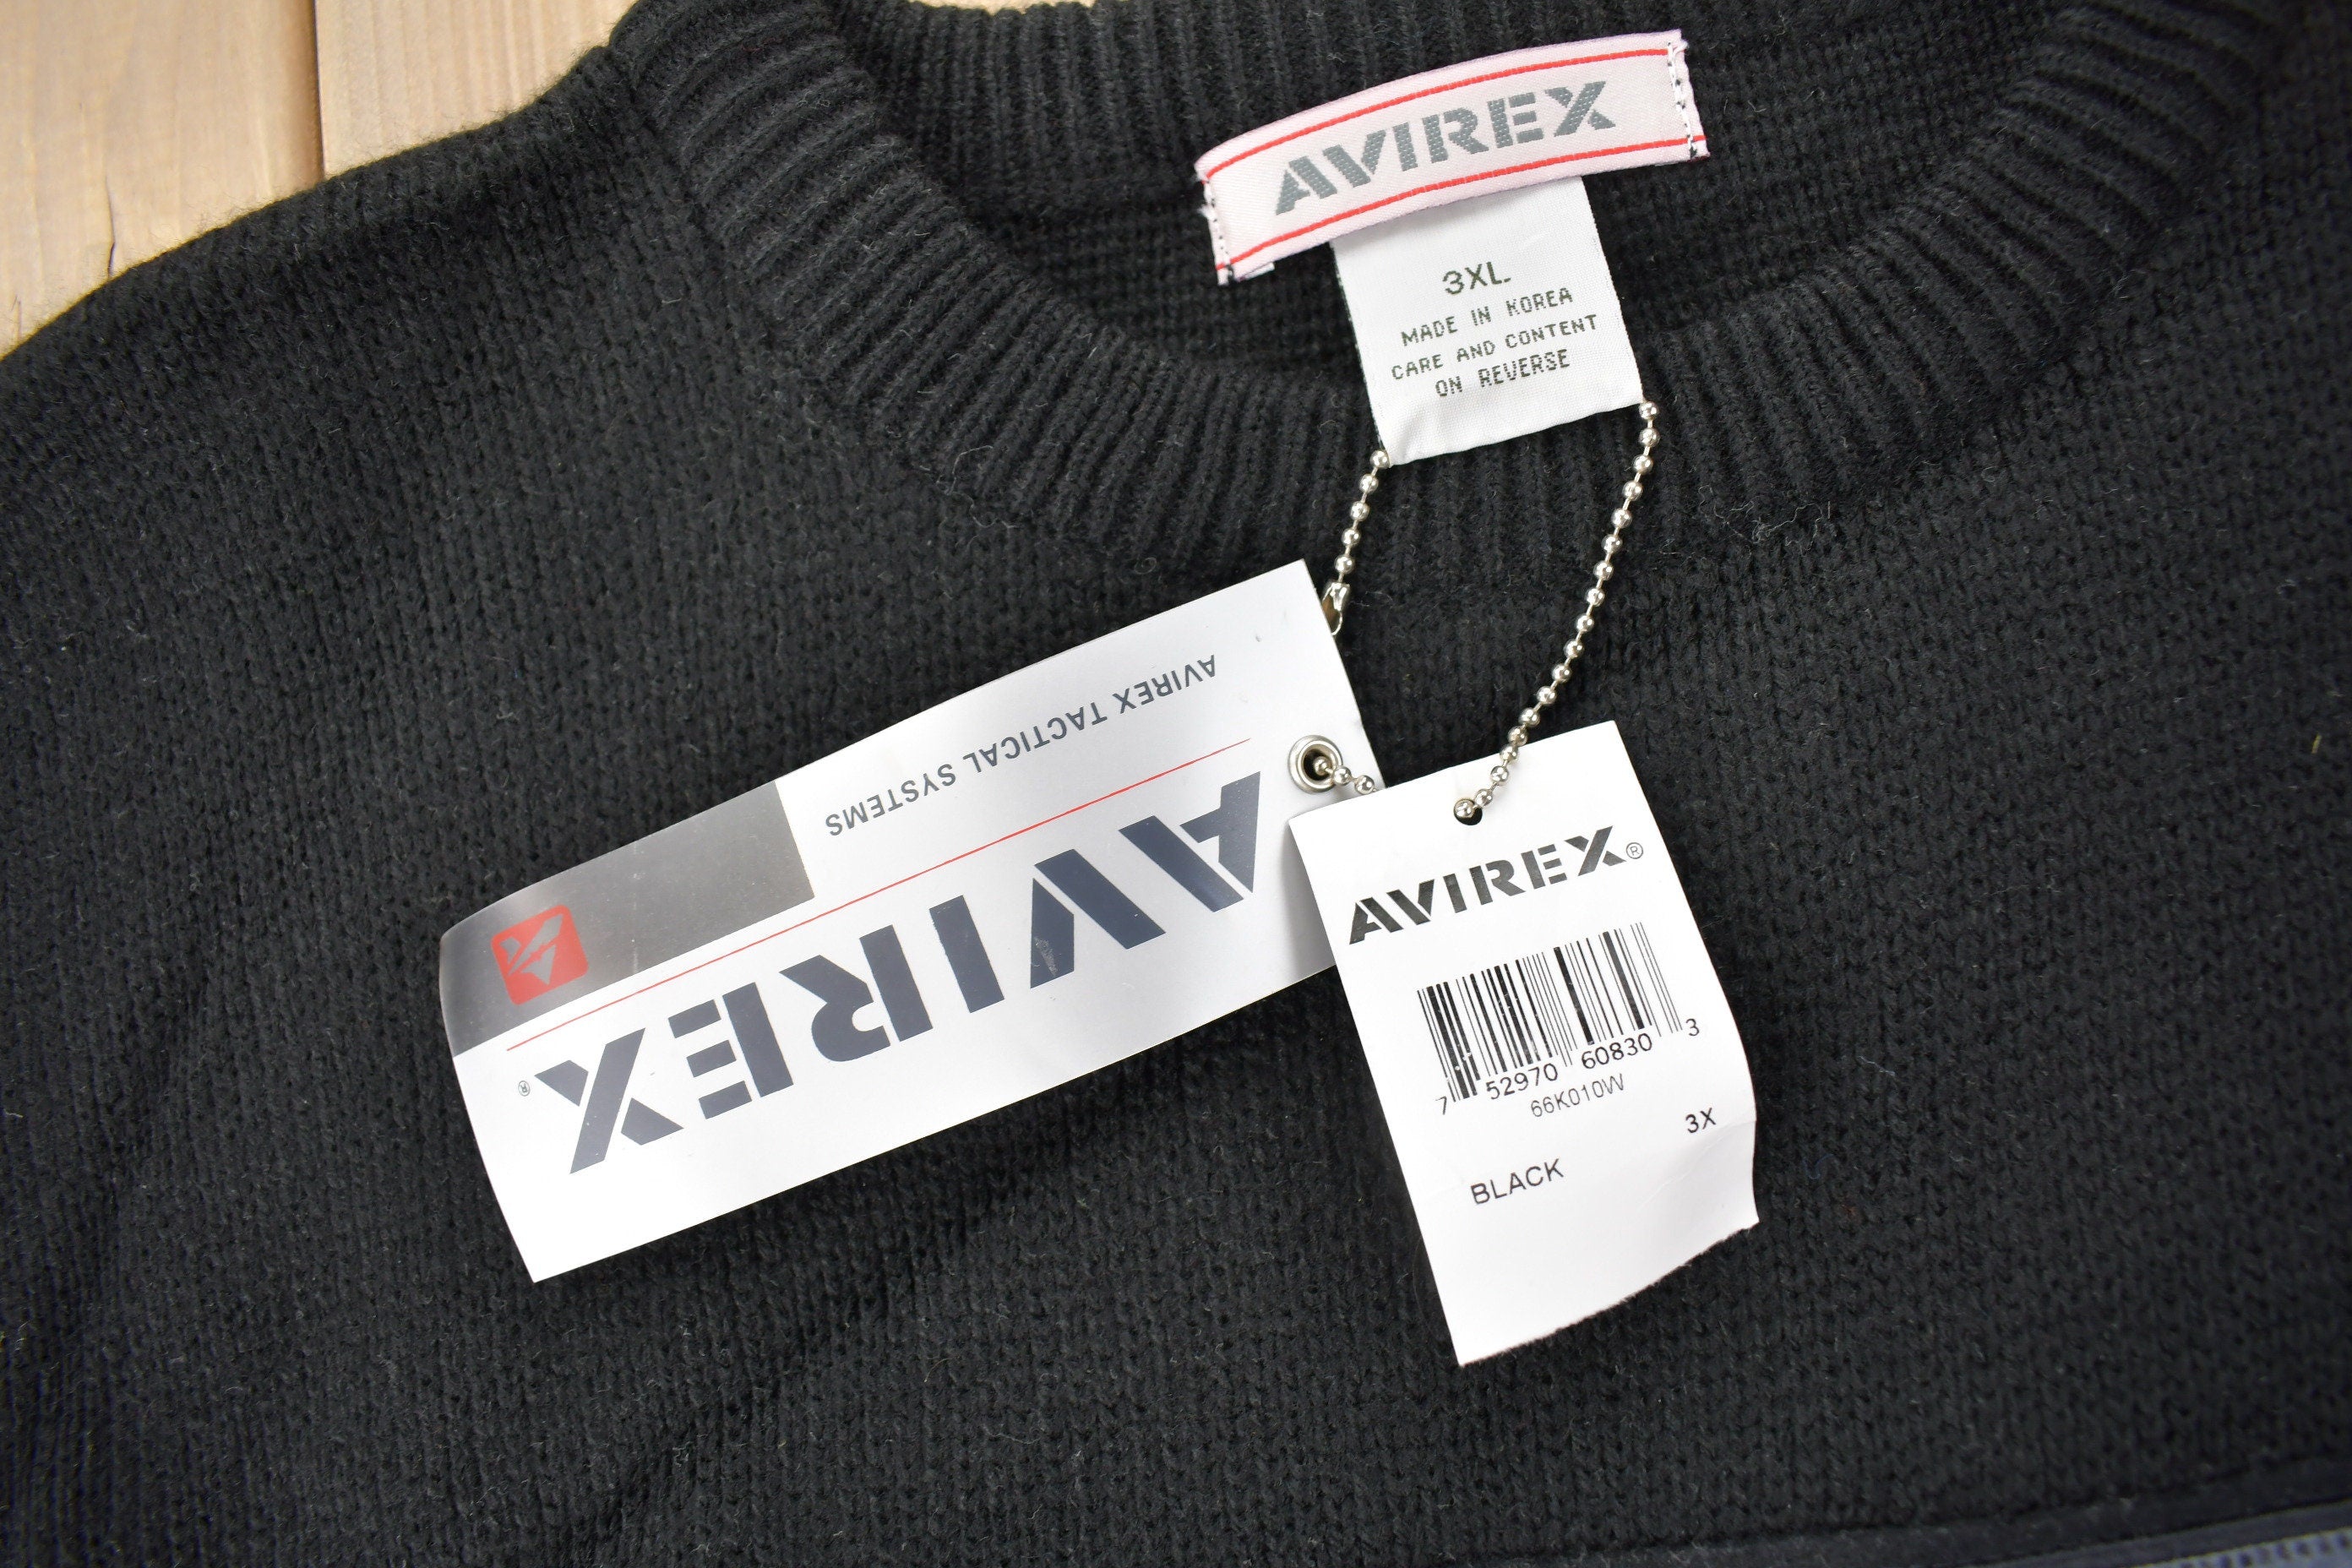 AVIREX
3XL
MADE IN KOREA
CARE AND CONTENT
ON REVERSE
AVIREX TACTICAL SYSTEMS
AVIREX®
AVIREX®
7 52970 60830 3
66K010W
3X
BLACK